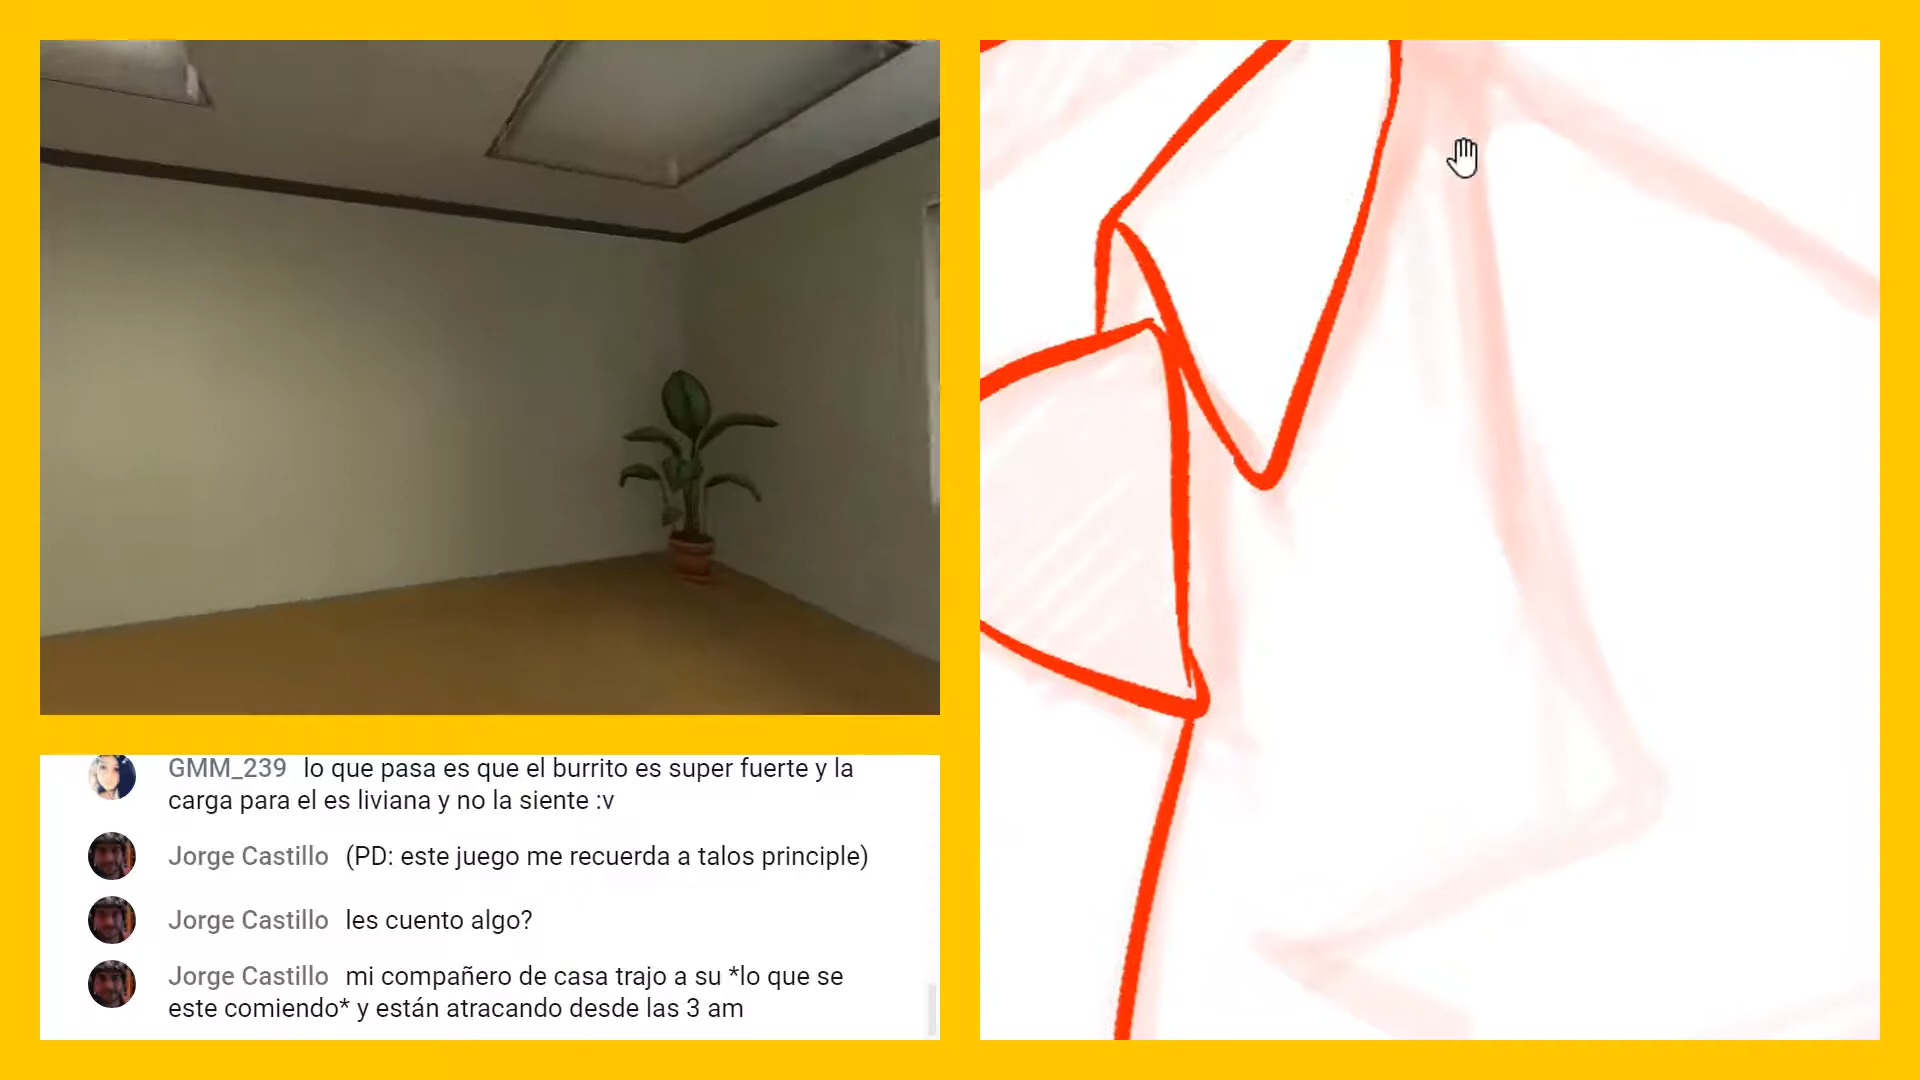 GMM_239 lo que pasa es que el burrito es super fuerte y la
carga para el es liviana y no la siente :v
Jorge Castillo (PD: este juego me recuerda a talos principle)
Jorge Castillo les cuento algo?
Jorge Castillo mi compañero de casa trajo a su *lo que se
este comiendo* y están atracando desde las 3 am